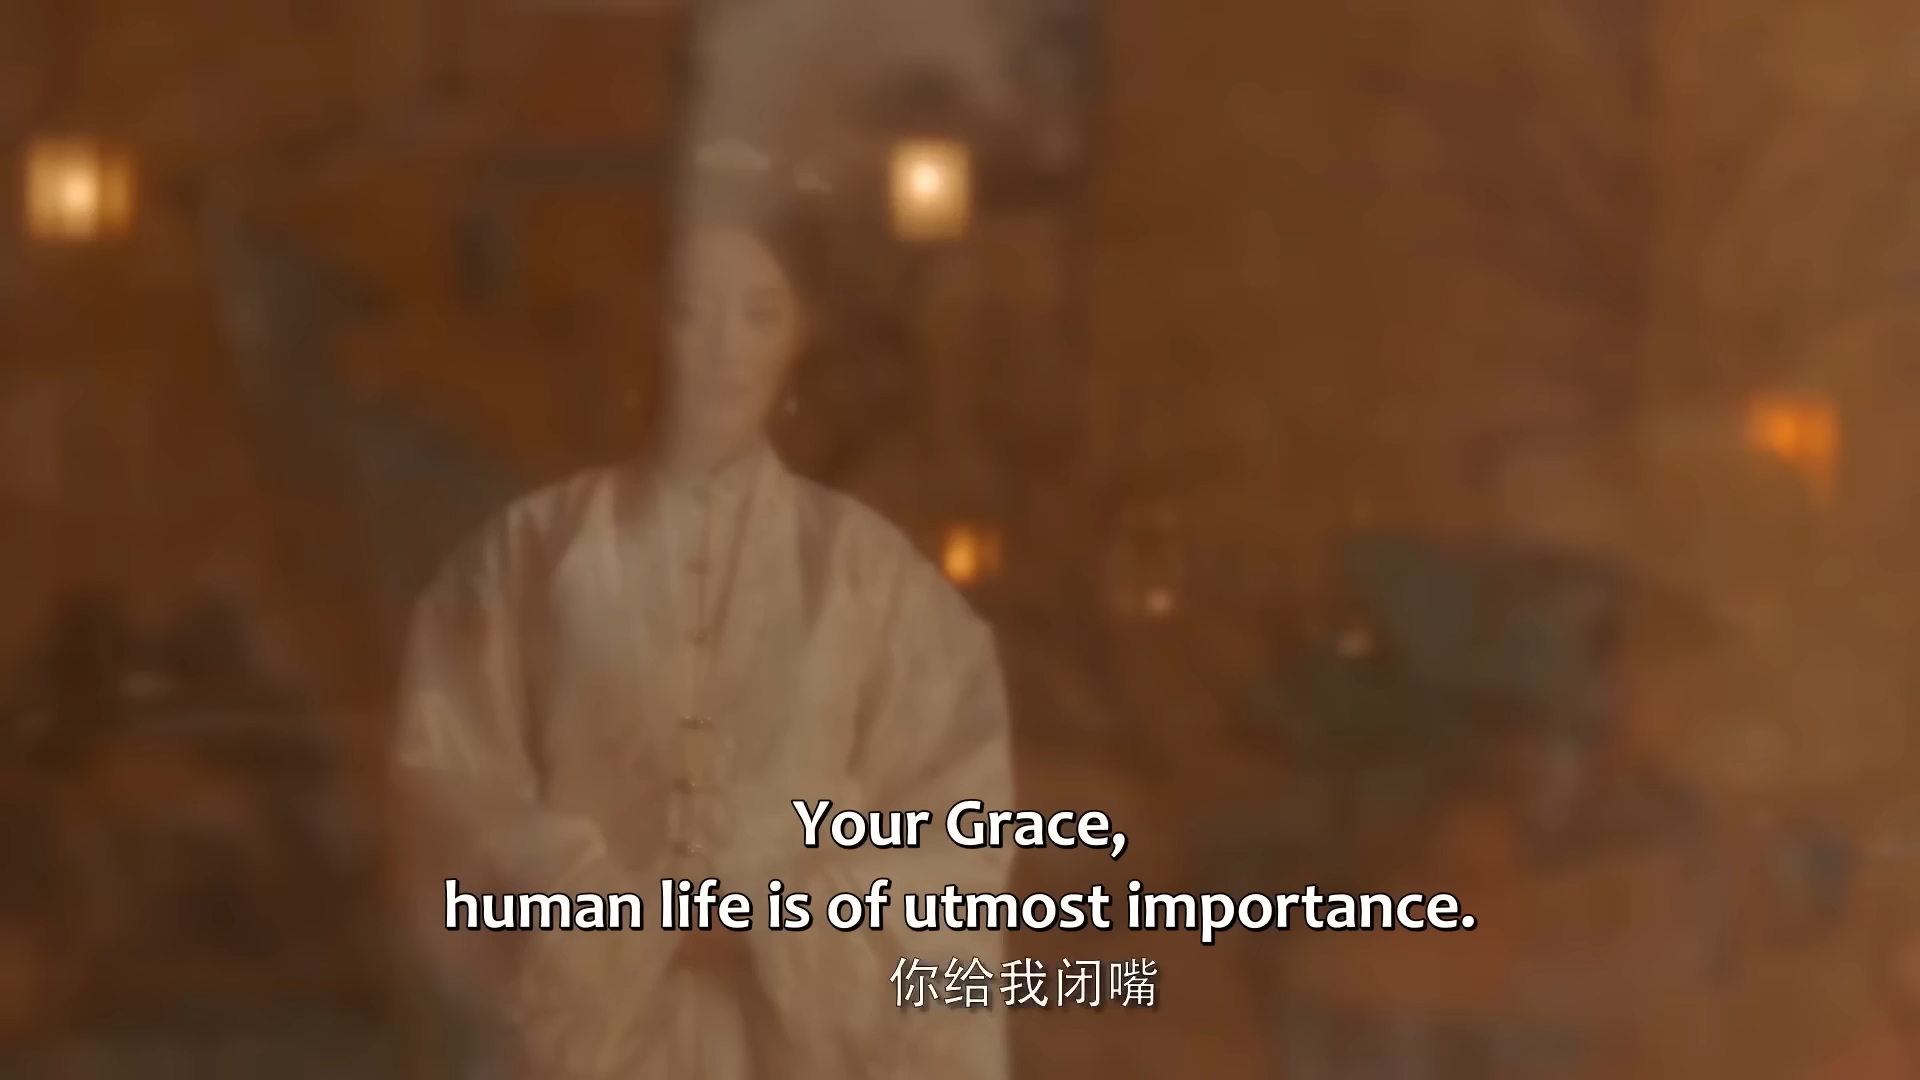 Your Grace,
human life is of utmost importance.
你给我闭嘴